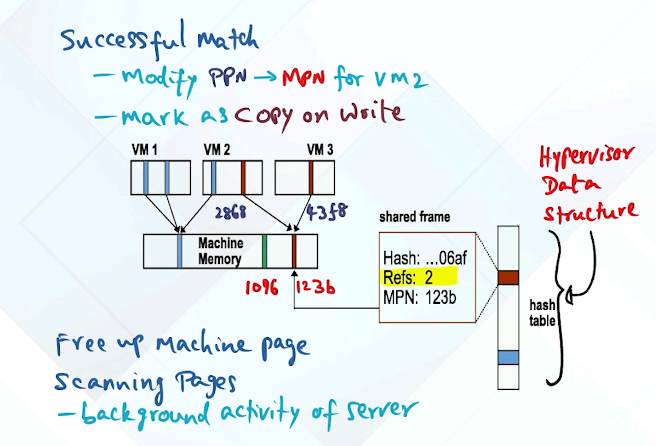 Successful Match
- Modify PPN → MPN for VM2
- mark as Copy on Write
VM 1
VM 2
VM 3
2868
43f8
Machine
Memory
1096
123b
shared frame
Hash: ...06af
Refs: 2
MPN: 123b
Hypervisor
Data
Structure
hash
table
Free up Machine page
Scanning Pages
- background activity of server